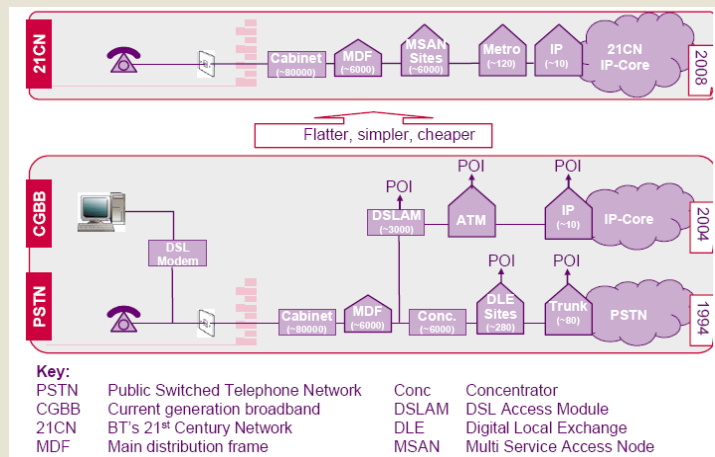 21CN
Cabinet
(~80000)
MDF
(~6000)
MSAN
Sites
(~6000)
Metro
(~120)
IP
(~10)
21CN
IP-Core
2008
Flatter, simpler, cheaper
CGBB
DSL
Modem
POI
DSLAM
(~3000)
POI
ATM
POI
IP
(~10)
IP-Core
2004
PSTN
Cabinet
(~80000)
MDF
(~6000)
Conc.
(~6000)
POI
DLE
Sites
(~280)
POI
Trunk
(~80)
PSTN
1994
Key:
PSTN Public Switched Telephone Network Conc Concentrator
CGBB Current generation broadband DSLAM DSL Access Module
21CN BT's 21st Century Network DLE Digital Local Exchange
MDF Main distribution frame MSAN Multi Service Access Node